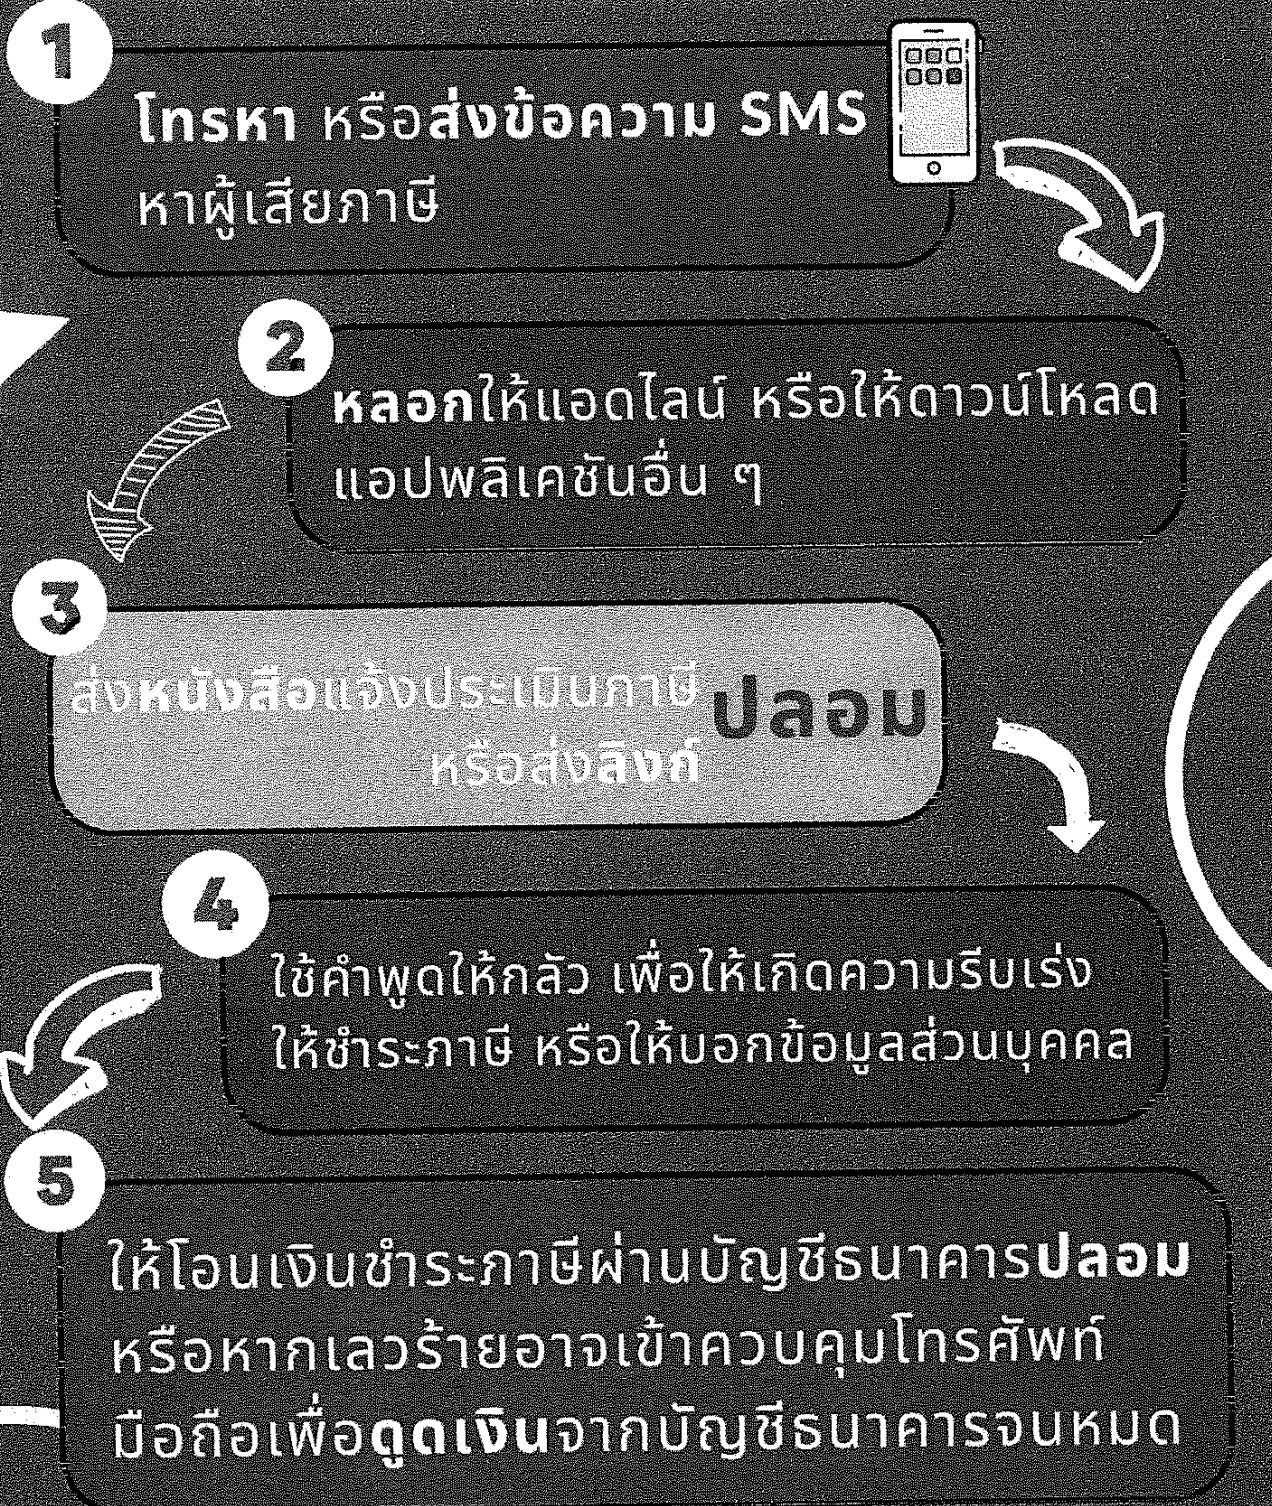 1
โทรหา หรือส่งข้อความ SMS
หาผู้เสียภาษี
2
หลอกให้แอดไลน์ หรือให้ดาวน์โหลด
แอปพลิเคชันอื่น ๆ
3
ส่งหนังสือแจ้งประเมินภาษี
หรือส่งลิงก์
ปลอม
4
ใช้คำพูดให้กลัว เพื่อให้เกิดความรีบเร่ง
ให้ชำระภาษี หรือให้บอกข้อมูลส่วนบุคคล
5
ให้โอนเงินชำระภาษีผ่านบัญชีธนาคารปลอม
หรือหากเลวร้ายอาจเข้าควบคุมโทรศัพท์
มือถือเพื่อดูดเงินจากบัญชีธนาคารจนหมด